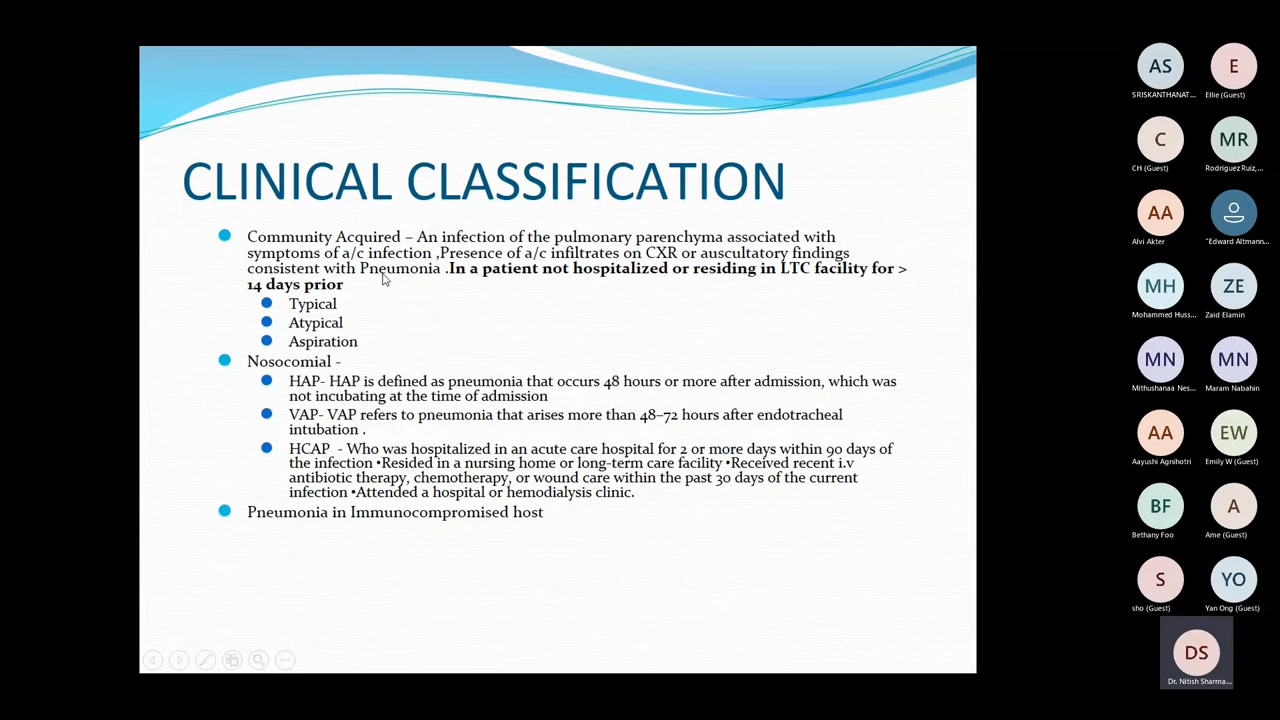 CLINICAL CLASSIFICATION
Community Acquired – An infection of the pulmonary parenchyma associated with
symptoms of a/c infection ,Presence of a/c infiltrates on CXR or auscultatory findings
consistent with Pneumonia .In a patient not hospitalized or residing in LTC facility for >
14 days prior
Typical
Atypical
Aspiration
Nosocomial -
HAP- HAP is defined as pneumonia that occurs 48 hours or more after admission, which was
not incubating at the time of admission
VAP- VAP refers to pneumonia that arises more than 48–72 hours after endotracheal
intubation .
HCAP - Who was hospitalized in an acute care hospital for 2 or more days within 90 days of
the infection •Resided in a nursing home or long-term care facility •Received recent i.v
antibiotic therapy, chemotherapy, or wound care within the past 30 days of the current
infection •Attended a hospital or hemodialysis clinic.
Pneumonia in Immunocompromised host
AS
SRISKANTHANAT...
E
Ellie (Guest)
C
CH (Guest)
MR
Rodriguez Ruiz,...
AA
Alvi Akter
"Edward Altmann...
MH
Mohammed Huss...
ZE
Zaid Elamin
MN
Mithushanaa Nes...
MN
Maram Nabahin
AA
Aayushi Agnihotri
EW
Emily W (Guest)
BF
Bethany Foo
A
Ame (Guest)
S
sho (Guest)
YO
Yan Ong (Guest)
DS
Dr. Nitish Sharma...